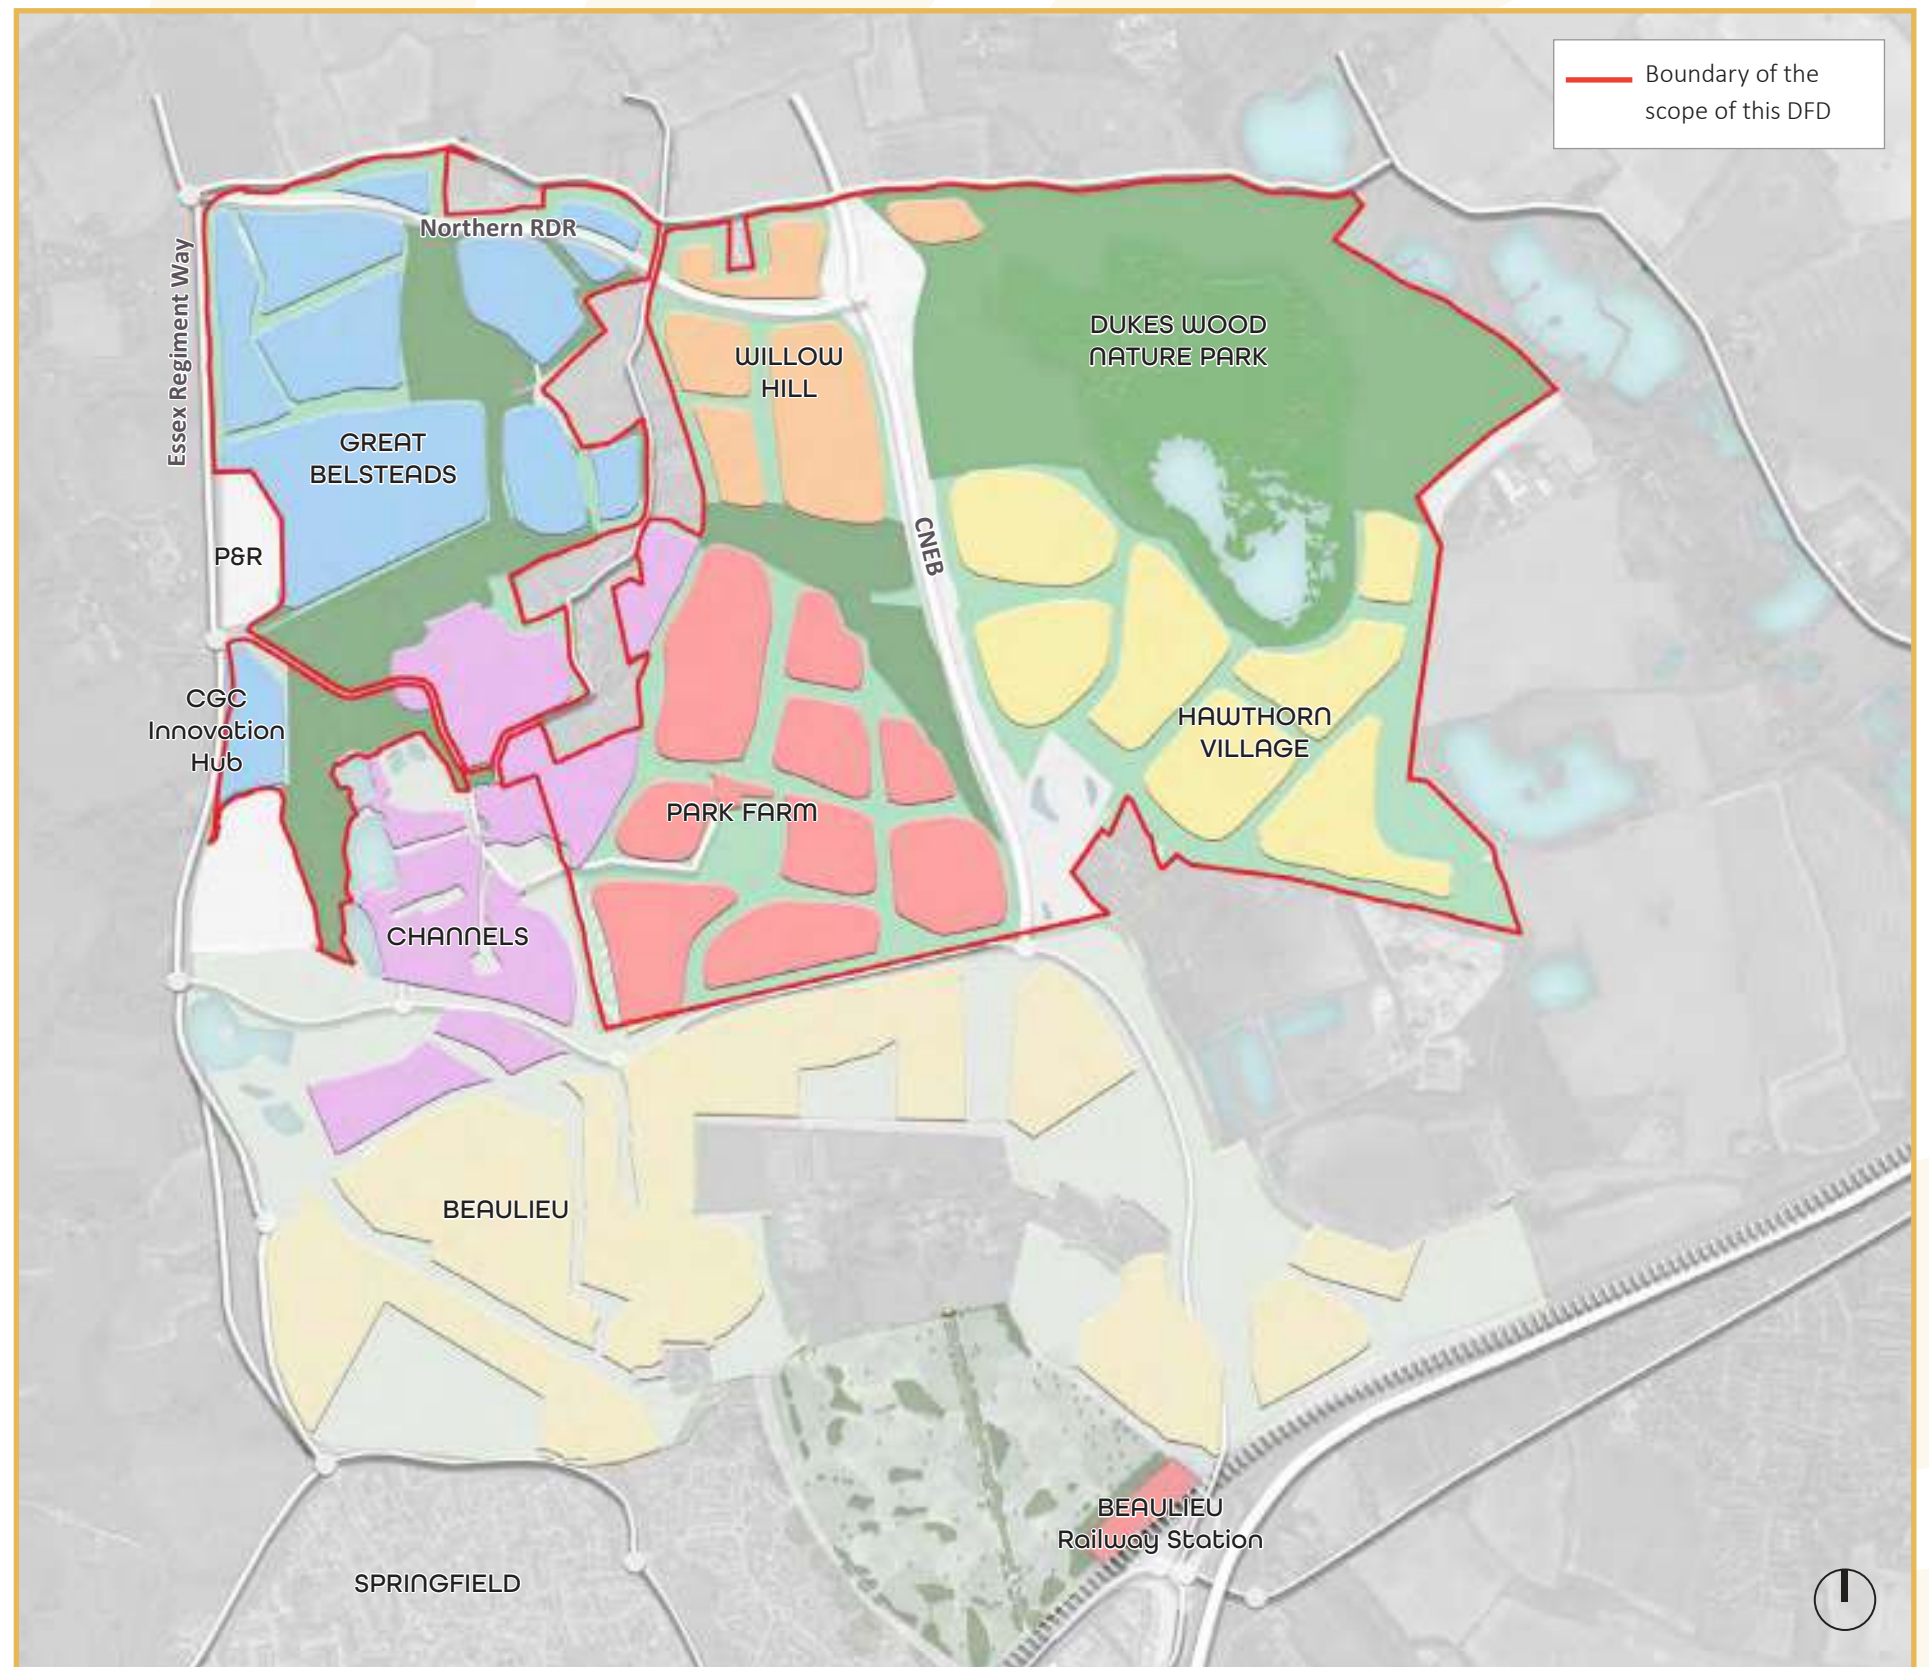 Boundary of the
scope of this DFD
Northern RDR
Essex Regiment Way
DUKES WOOD
NATURE PARK
WILLOW
HILL
GREAT
BELSTEADS
P&R
CNEB
CGC
Innovation
Hub
HAWTHORN
VILLAGE
PARK FARM
CHANNELS
BEAULIEU
BEAULIEU
Railway Station
SPRINGFIELD